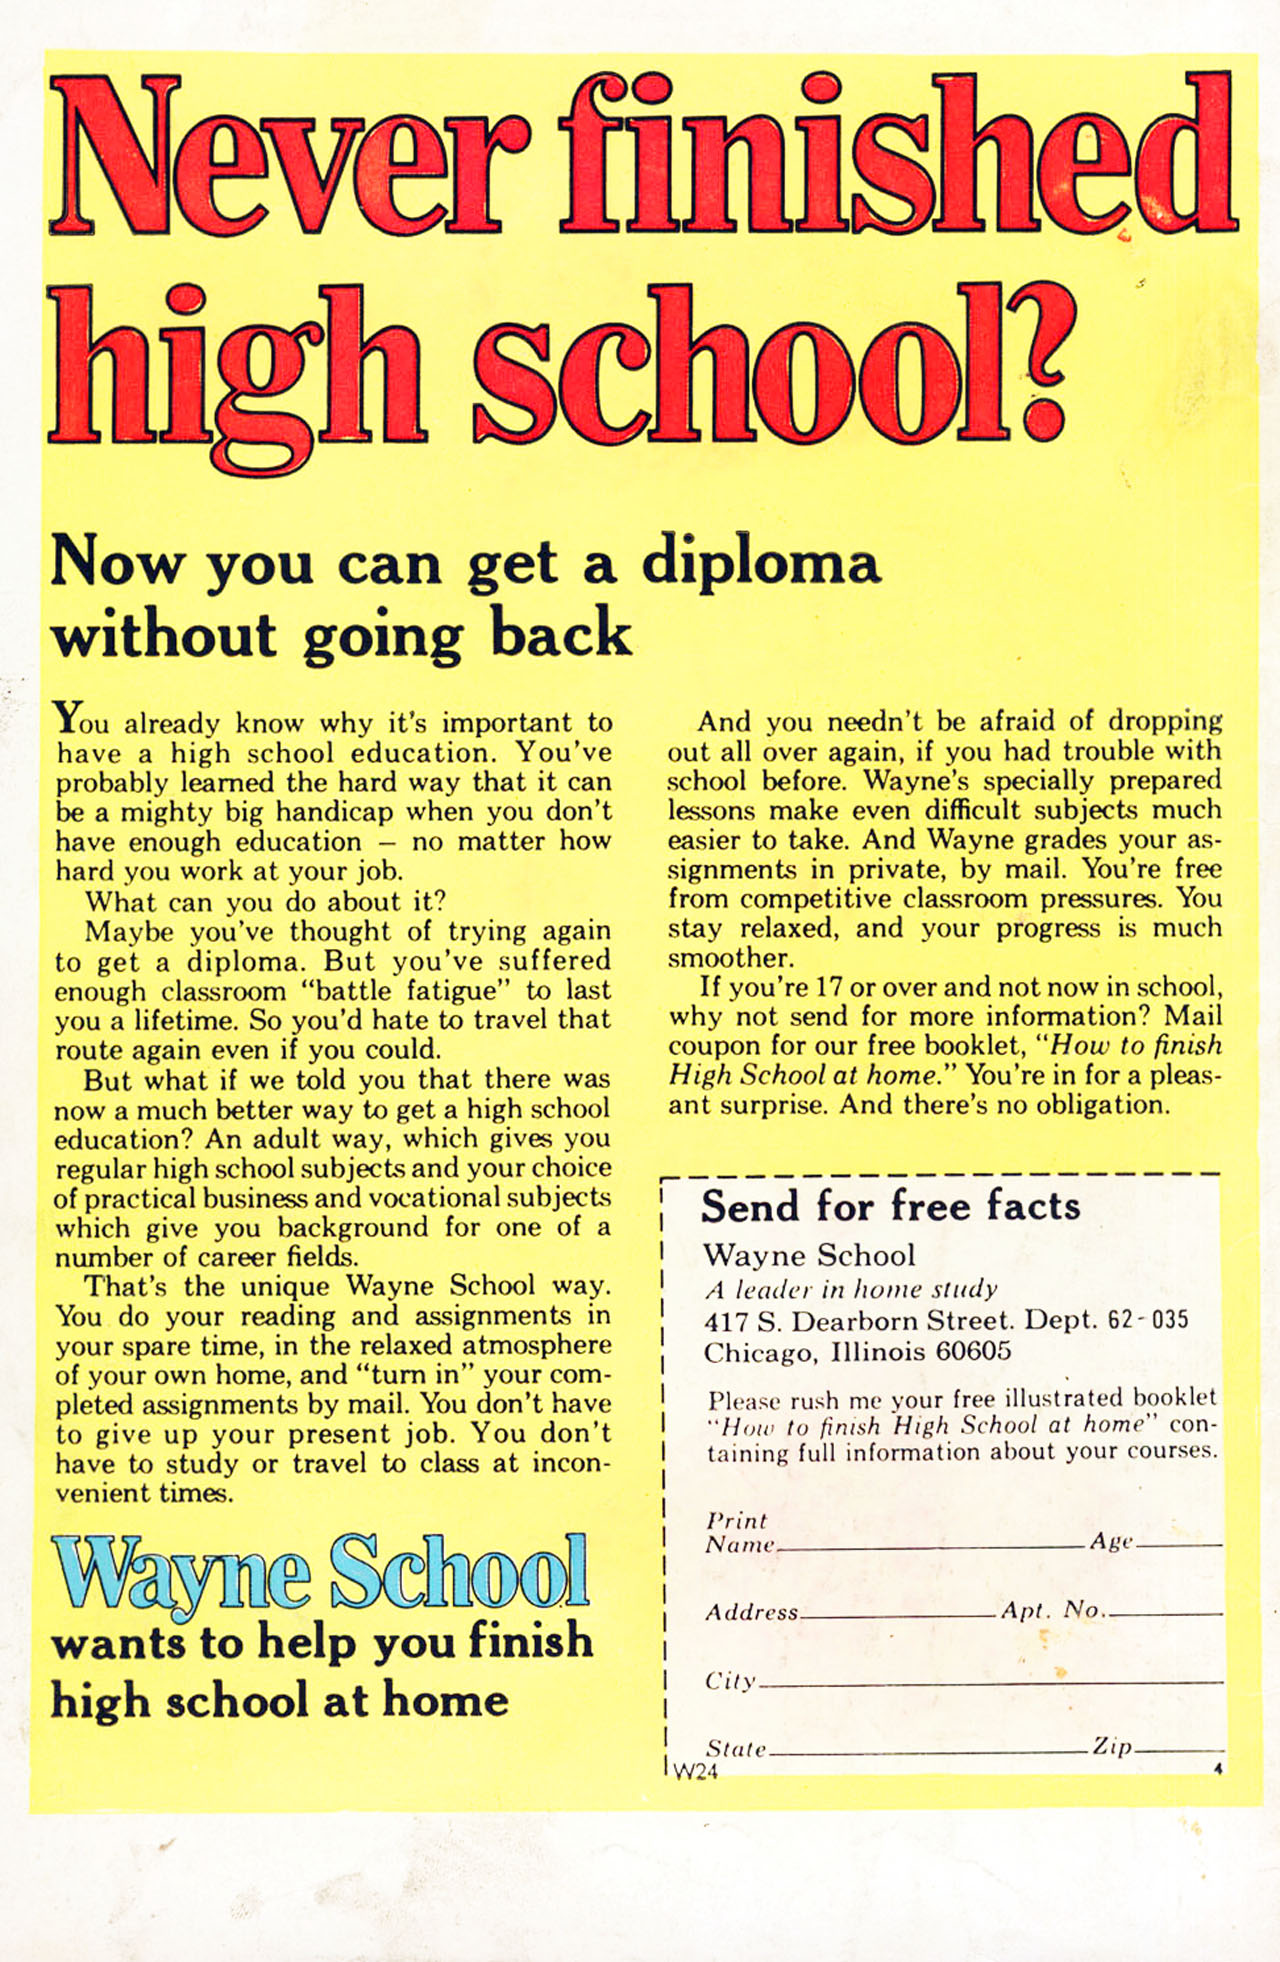 Never finished
high school?
Now you can get a diploma
without going back
You already know why it's important to
have a high school education. You've
probably learned the hard way that it can
be a mighty big handicap when you don't
have enough education — no matter how
hard you work at your job.
What can you do about it?
Maybe you've thought of trying again
to get a diploma. But you've suffered
enough classroom "battle fatigue" to last
you a lifetime. So you'd hate to travel that
route again even if you could.
But what if we told you that there was
now a much better way to get a high school
education? An adult way, which gives you
regular high school subjects and your choice
of practical business and vocational subjects
which give you background for one of a
number of career fields.
That's the unique Wayne School way.
You do your reading and assignments in
your spare time, in the relaxed atmosphere
of your own home, and "turn in" your com-
pleted assignments by mail. You don't have
to give up your present job. You don't
have to study or travel to class at incon-
venient times.
Wayne School
wants to help you finish
high school at home
And you needn't be afraid of dropping
out all over again, if you had trouble with
school before. Wayne's specially prepared
lessons make even difficult subjects much
easier to take. And Wayne grades your as-
signments in private, by mail. You're free
from competitive classroom pressures. You
stay relaxed, and your progress is much
smoother.
If you're 17 or over and not now in school,
why not send for more information? Mail
coupon for our free booklet, "How to finish
High School at home." You're in for a pleas-
ant surprise. And there's no obligation.
Send for free facts
Wayne School
A leader in home study
417 S. Dearborn Street. Dept. 62-035
Chicago, Illinois 60605
Please rush me your free illustrated booklet
"How to finish High School at home" con-
taining full information about your courses.
Print
Name Age
Address Apt. No.
City
State Zip
W24 4